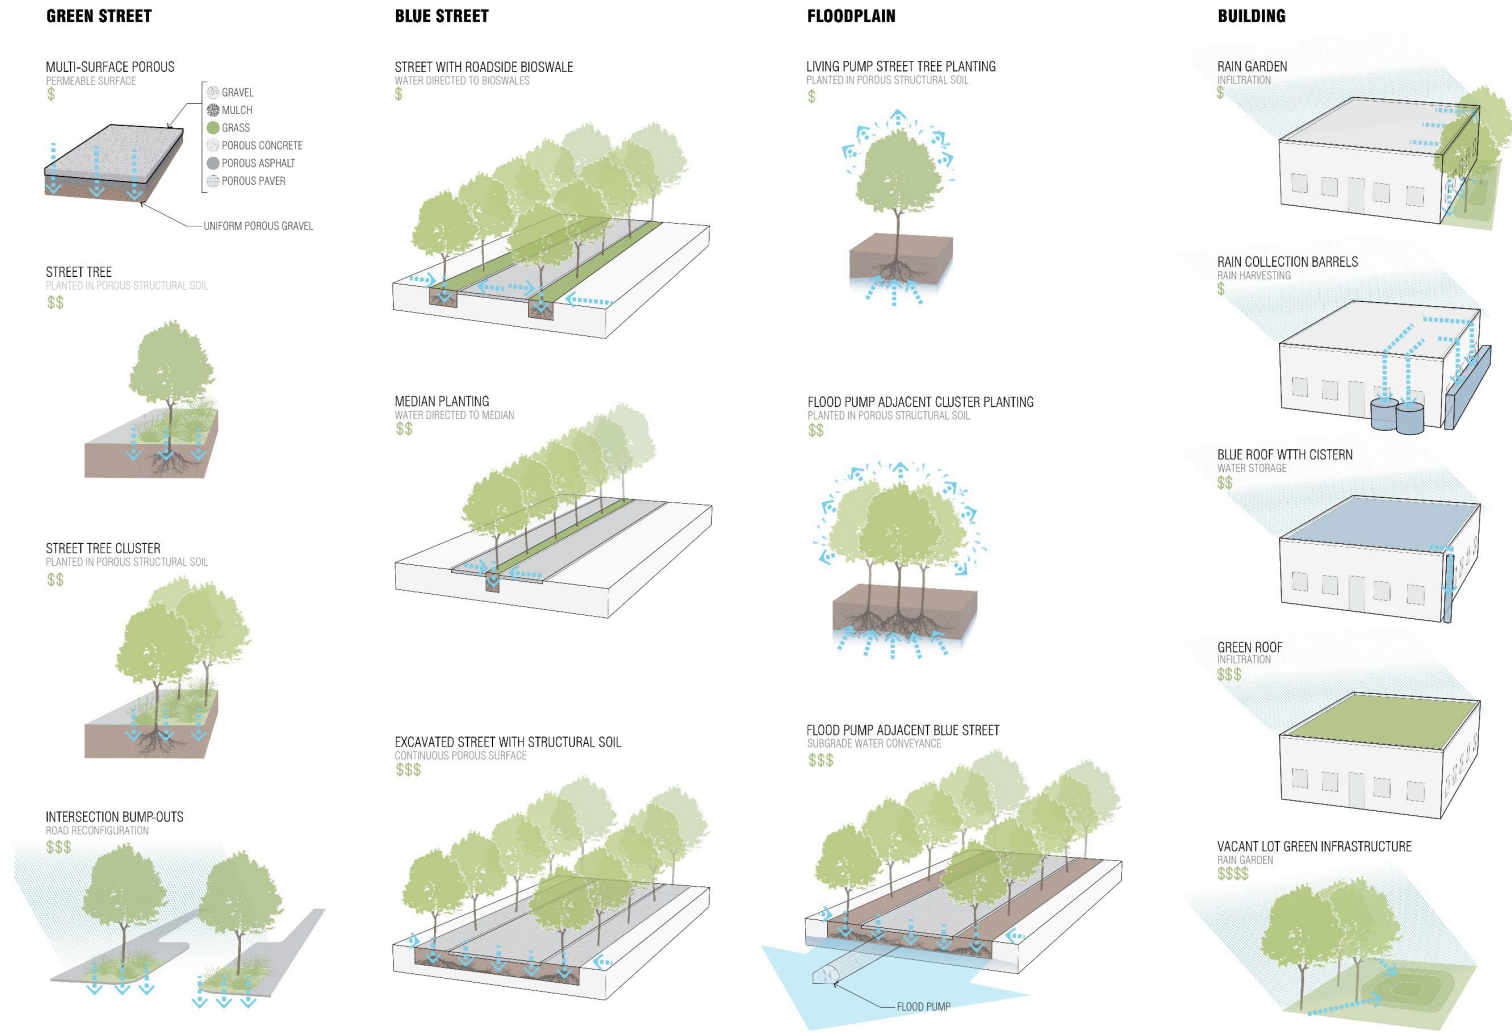 GREEN STREET
MULTI-SURFACE POROUS
PERMEABLE SURFACE
$
GRAVEL
MULCH
GRASS
POROUS CONCRETE
POROUS ASPHALT
POROUS PAVER
UNIFORM POROUS GRAVEL
STREET TREE
PLANTED IN POROUS STRUCTURAL SOIL
$$
STREET TREE CLUSTER
PLANTED IN POROUS STRUCTURAL SOIL
$$
INTERSECTION BUMP-OUTS
ROAD RECONFIGURATION
$$$
BLUE STREET
STREET WITH ROADSIDE BIOSWALE
WATER DIRECTED TO BIOSWALES
$
MEDIAN PLANTING
WATER DIRECTED TO MEDIAN
$$
EXCAVATED STREET WITH STRUCTURAL SOIL
CONTINUOUS POROUS SURFACE
$$$
FLOODPLAIN
LIVING PUMP STREET TREE PLANTING
PLANTED IN POROUS STRUCTURAL SOIL
$
FLOOD PUMP ADJACENT CLUSTER PLANTING
PLANTED IN POROUS STRUCTURAL SOIL
$$
FLOOD PUMP ADJACENT BLUE STREET
SUBGRADE WATER CONVEYANCE
$$$
FLOOD PUMP
BUILDING
RAIN GARDEN
INFILTRATION
$
RAIN COLLECTION BARRELS
RAIN HARVESTING
$
BLUE ROOF WTTH CISTERN
WATER STORAGE
$$
GREEN ROOF
INFILTRATION
$$$
VACANT LOT GREEN INFRASTRUCTURE
RAIN GARDEN
$$$$